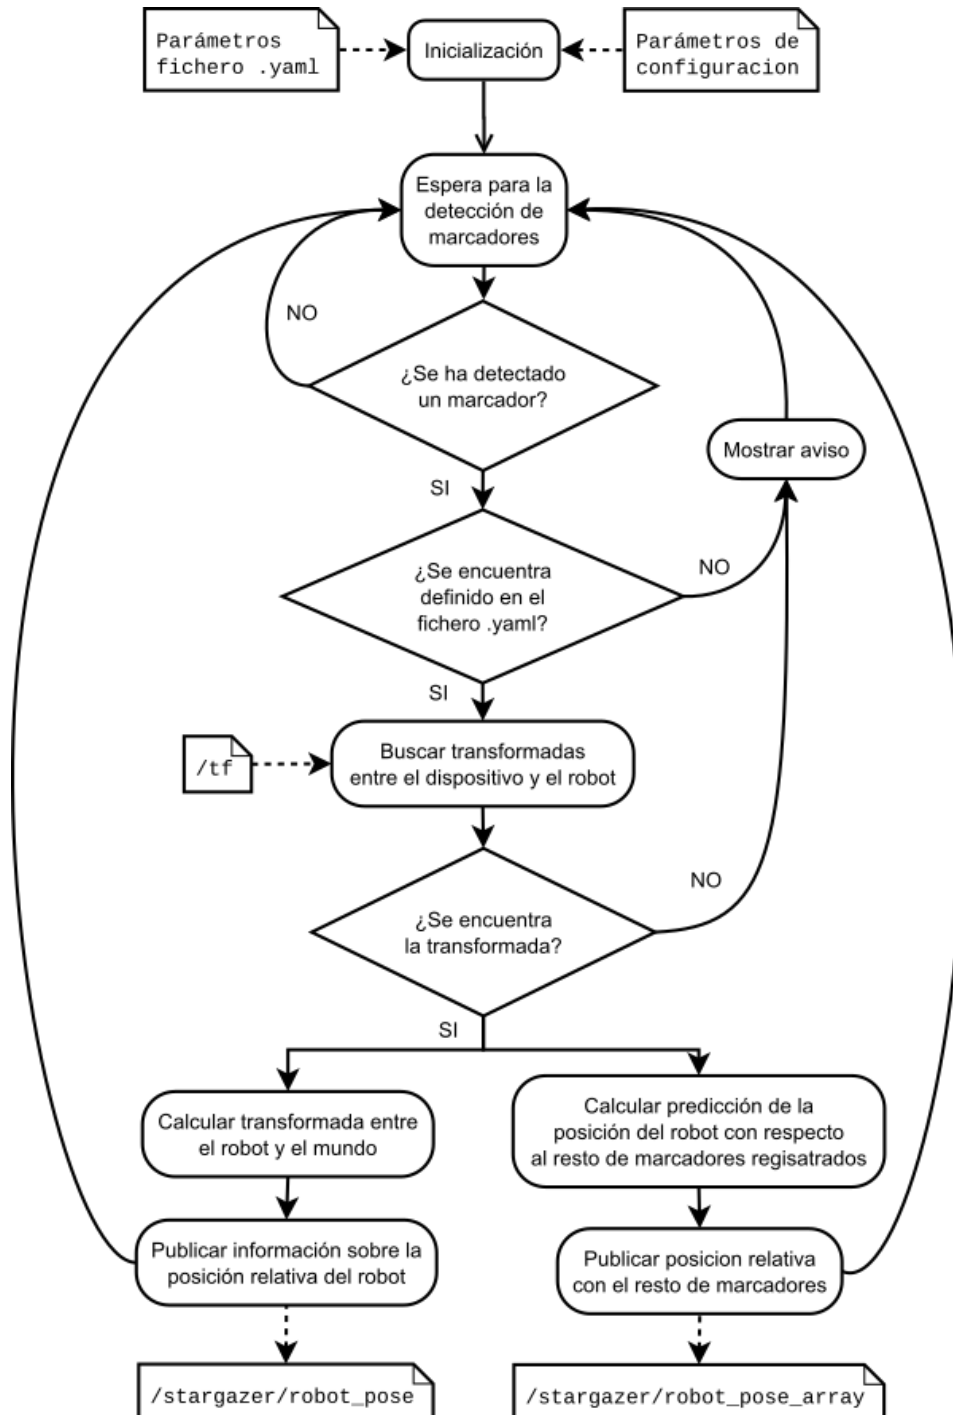 Parámetros
fichero .yaml
Inicialización
Parámetros de
configuracion
Espera para la
detección de
marcadores
NO
¿Se ha detectado
un marcador?
Mostrar aviso
SI
¿Se encuentra
definido en el
fichero .yaml?
NO
SI
Buscar transformadas
entre el dispositivo y el robot
/tf
¿Se encuentra
la transformada?
NO
SI
Calcular transformada entre
el robot y el mundo
Calcular predicción de la
posición del robot con respecto
al resto de marcadores regisatrados
Publicar información sobre la
posición relativa del robot
Publicar posicion relativa
con el resto de marcadores
/stargazer/robot_pose
/stargazer/robot_pose_array